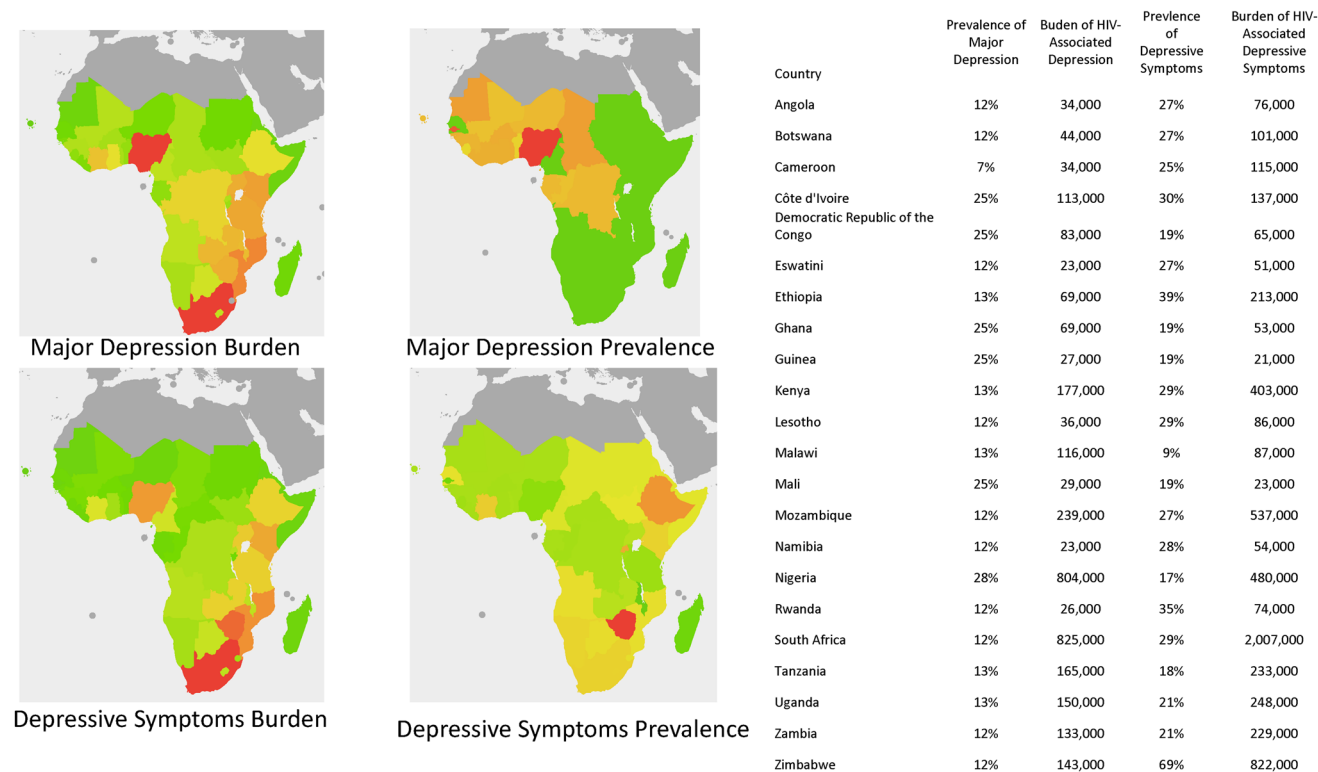 Major Depression Burden
Major Depression Prevalence
Depressive Symptoms Burden
Depressive Symptoms Prevalence
Country
Prevalence of
Major
Depression
Buden of HIV-
Associated
Depression
Prevlence
of
Depressive
Symptoms
Burden of HIV-
Associated
Depressive
Symptoms
Angola 12% 34,000 27% 76,000
Botswana 12% 44,000 27% 101,000
Cameroon 7% 34,000 25% 115,000
Côte d'Ivoire 25% 113,000 30% 137,000
Democratic Republic of the
Congo 25% 83,000 19% 65,000
Eswatini 12% 23,000 27% 51,000
Ethiopia 13% 69,000 39% 213,000
Ghana 25% 69,000 19% 53,000
Guinea 25% 27,000 19% 21,000
Kenya 13% 177,000 29% 403,000
Lesotho 12% 36,000 29% 86,000
Malawi 13% 116,000 9% 87,000
Mali 25% 29,000 19% 23,000
Mozambique 12% 239,000 27% 537,000
Namibia 12% 23,000 28% 54,000
Nigeria 28% 804,000 17% 480,000
Rwanda 12% 26,000 35% 74,000
South Africa 12% 825,000 29% 2,007,000
Tanzania 13% 165,000 18% 233,000
Uganda 13% 150,000 21% 248,000
Zambia 12% 133,000 21% 229,000
Zimbabwe 12% 143,000 69% 822,000